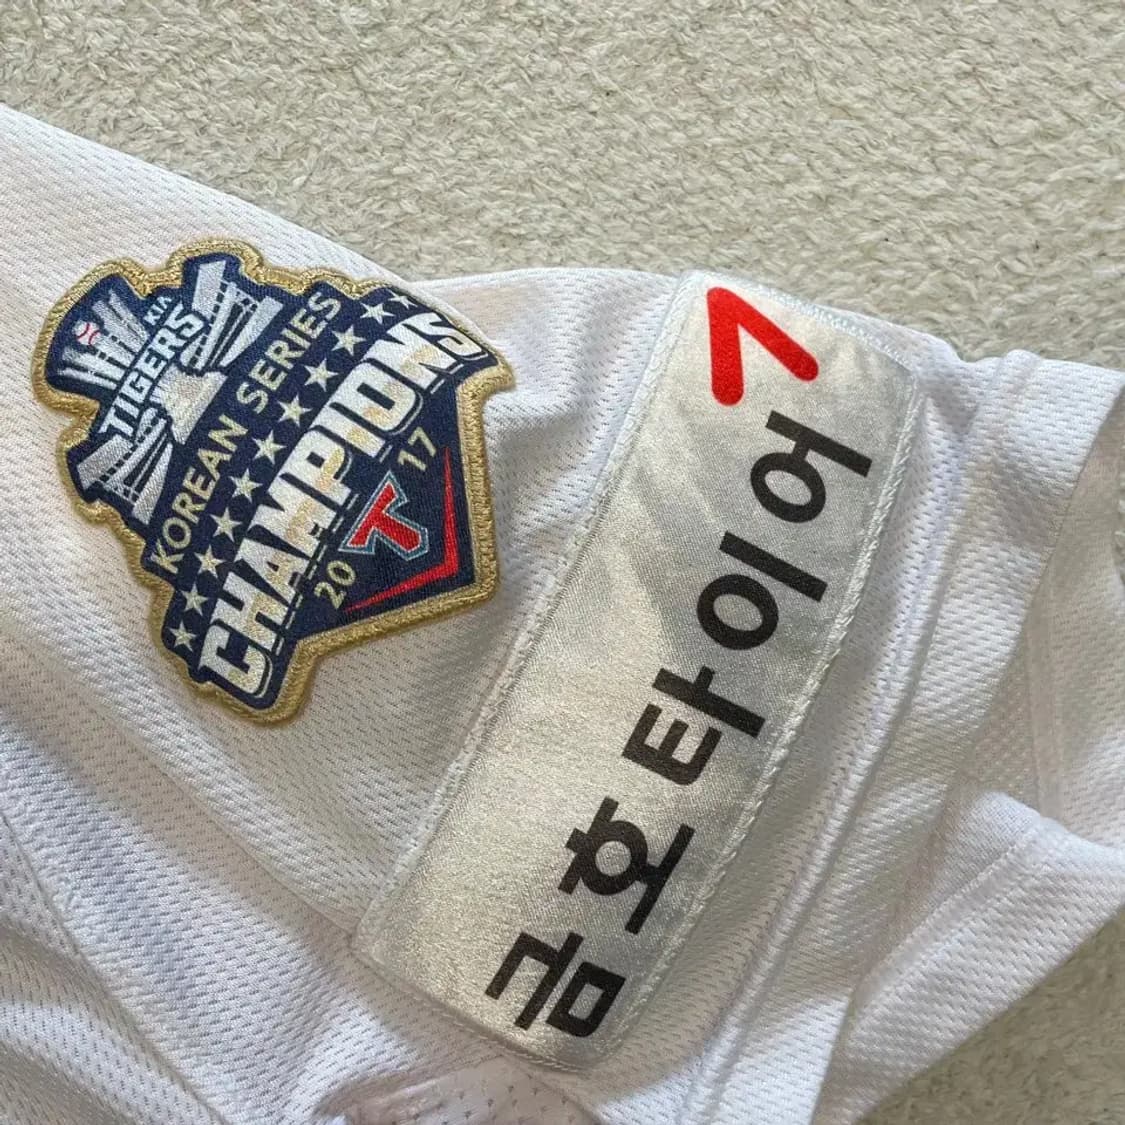 KIA
TIGERS
KOREAN SERIES
CHAMPIONS
20 17
T
금호타이어